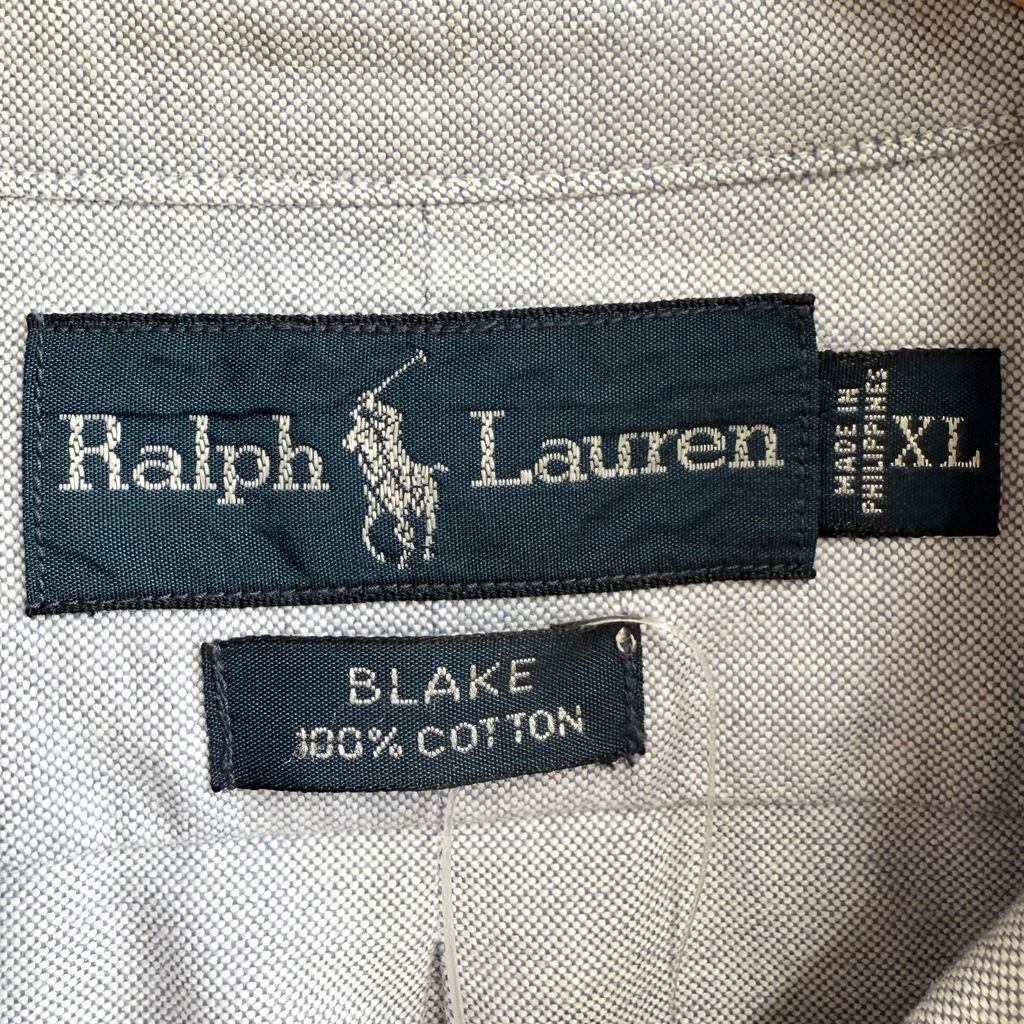 Ralph Lauren
MADE IN
PHILIPPINES
XL
BLAKE
100% COTTON